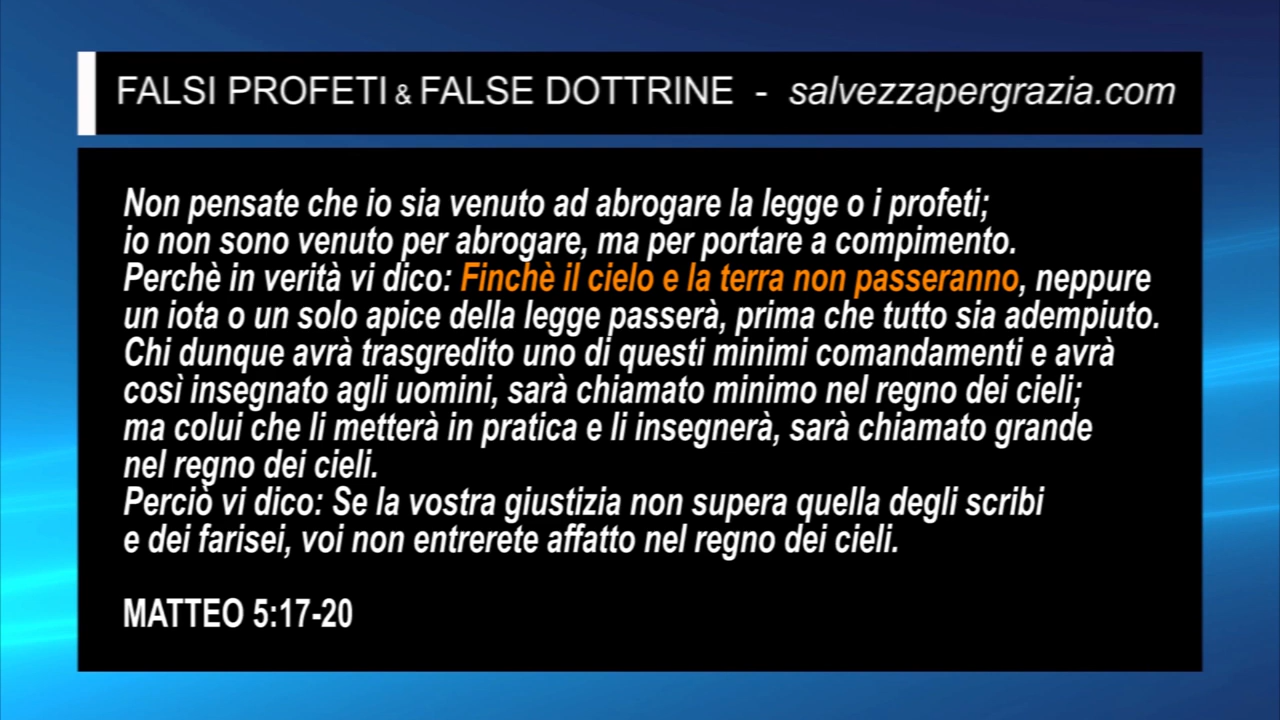 FALSI PROFETI & FALSE DOTTRINE - salvezzapergrazia.com
Non pensate che io sia venuto ad abrogare la legge o i profeti;
io non sono venuto per abrogare, ma per portare a compimento.
Perchè in verità vi dico: Finchè il cielo e la terra non passeranno, neppure
un iota o un solo apice della legge passerà, prima che tutto sia adempiuto.
Chi dunque avrà trasgredito uno di questi minimi comandamenti e avrà
così insegnato agli uomini, sarà chiamato minimo nel regno dei cieli;
ma colui che li metterà in pratica e li insegnerà, sarà chiamato grande
nel regno dei cieli.
Perciò vi dico: Se la vostra giustizia non supera quella degli scribi
e dei farisei, voi non entrerete affatto nel regno dei cieli.
MATTEO 5:17-20